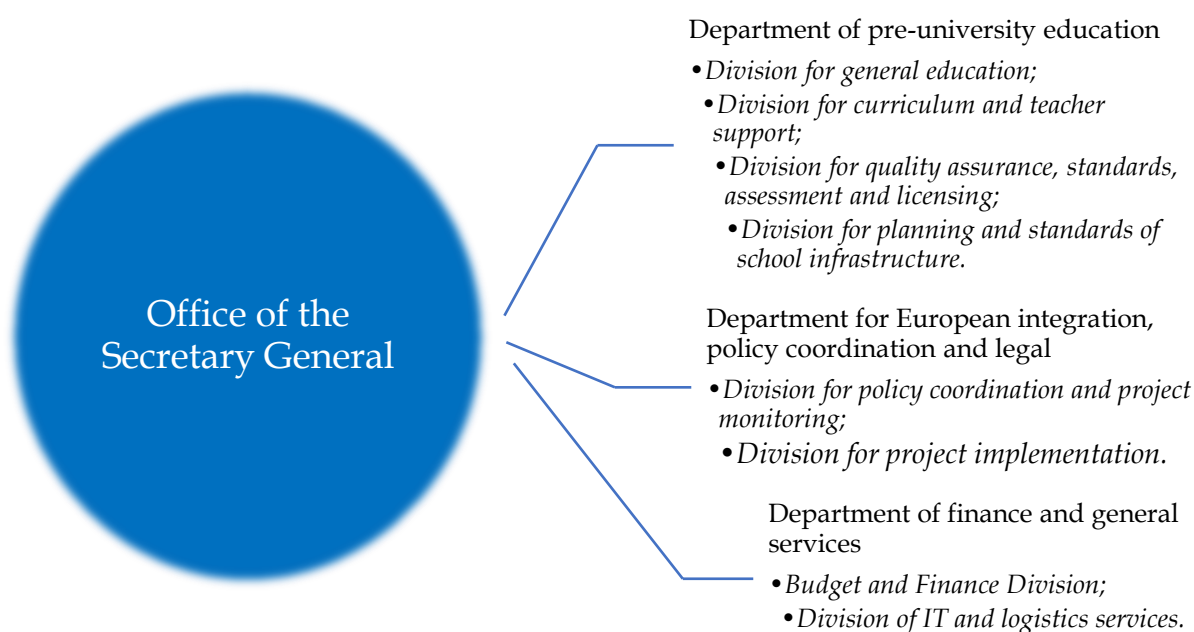 Office of the
Secretary General
Department of pre-university education
•Division for general education;
•Division for curriculum and teacher
support;
•Division for quality assurance, standards,
assessment and licensing;
•Division for planning and standards of
school infrastructure.
Department for European integration,
policy coordination and legal
•Division for policy coordination and project
monitoring;
•Division for project implementation.
Department of finance and general
services
•Budget and Finance Division;
•Division of IT and logistics services.